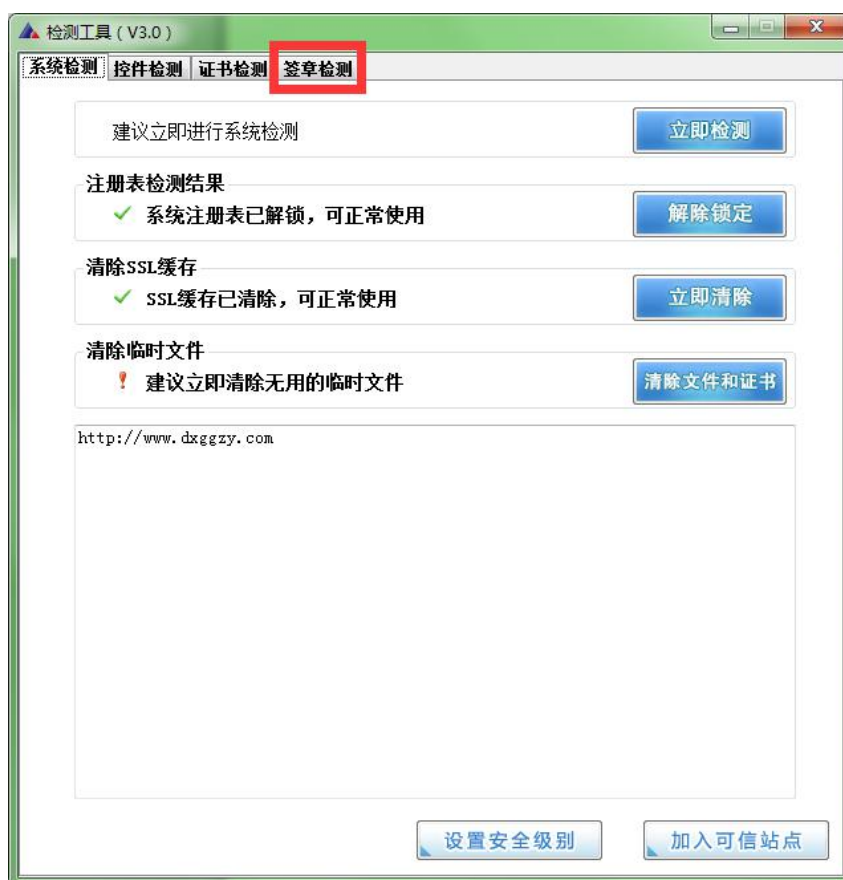 检测工具(V3.0)
系统检测 控件检测 证书检测 签章检测
建议立即进行系统检测 立即检测
注册表检测结果
系统注册表已解锁，可正常使用 解除锁定
清除SSL缓存
SSL缓存已清除，可正常使用 立即清除
清除临时文件
建议立即清除无用的临时文件 清除文件和证书
http://www.dxggzy.com
设置安全级别 加入可信站点